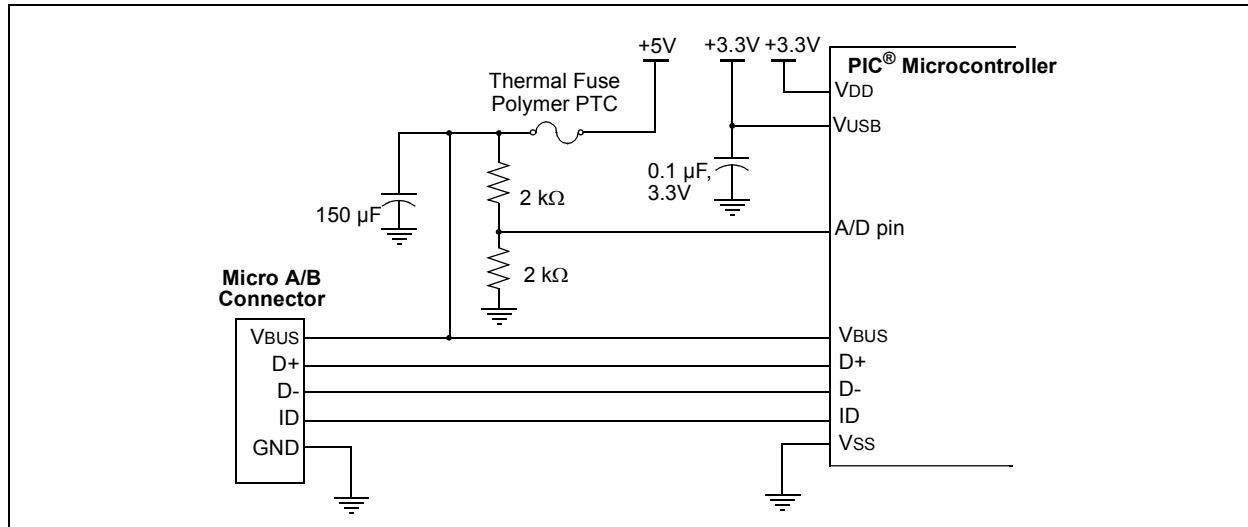 +5V
+3.3V
+3.3V
PIC® Microcontroller
VDD
Thermal Fuse
Polymer PTC
VUSB
0.1 µF,
3.3V
2 kΩ
150 µF
A/D pin
2 kΩ
Micro A/B
Connector
VBUS
D+
D-
ID
GND
VBUS
D+
D-
ID
VSS